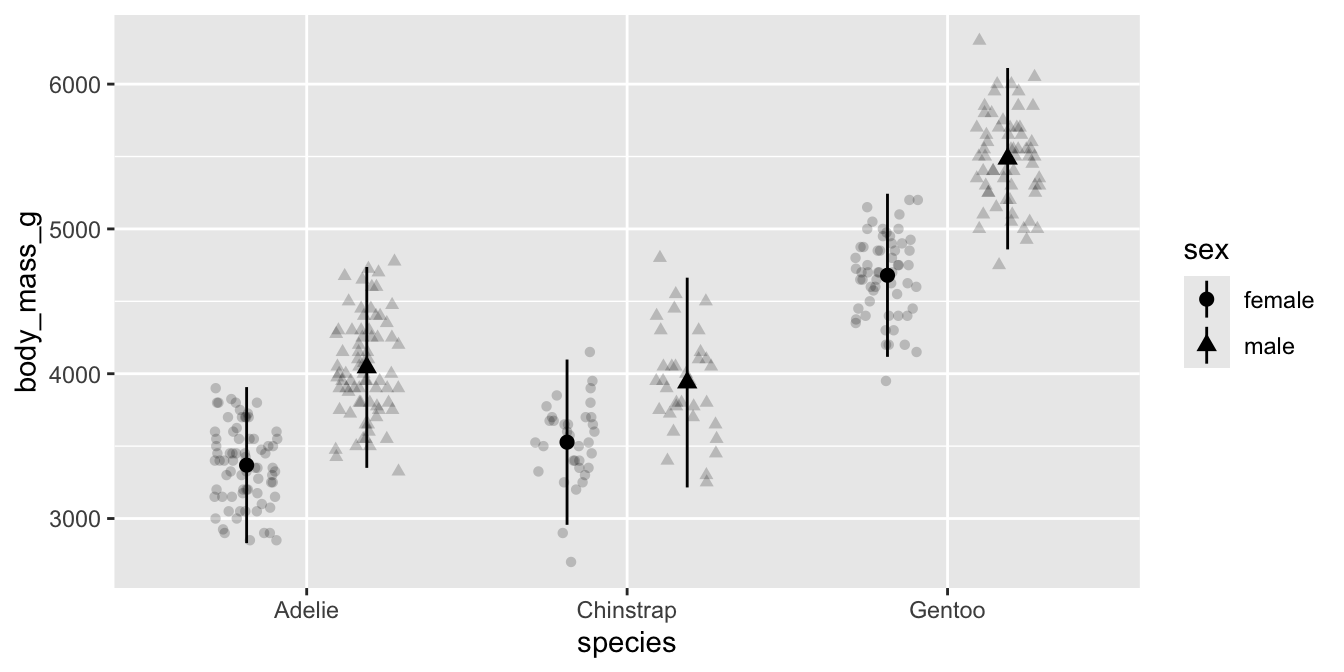 6000
5000
4000
3000
body_mass_g
Adelie
Chinstrap
Gentoo
species
sex
female
male